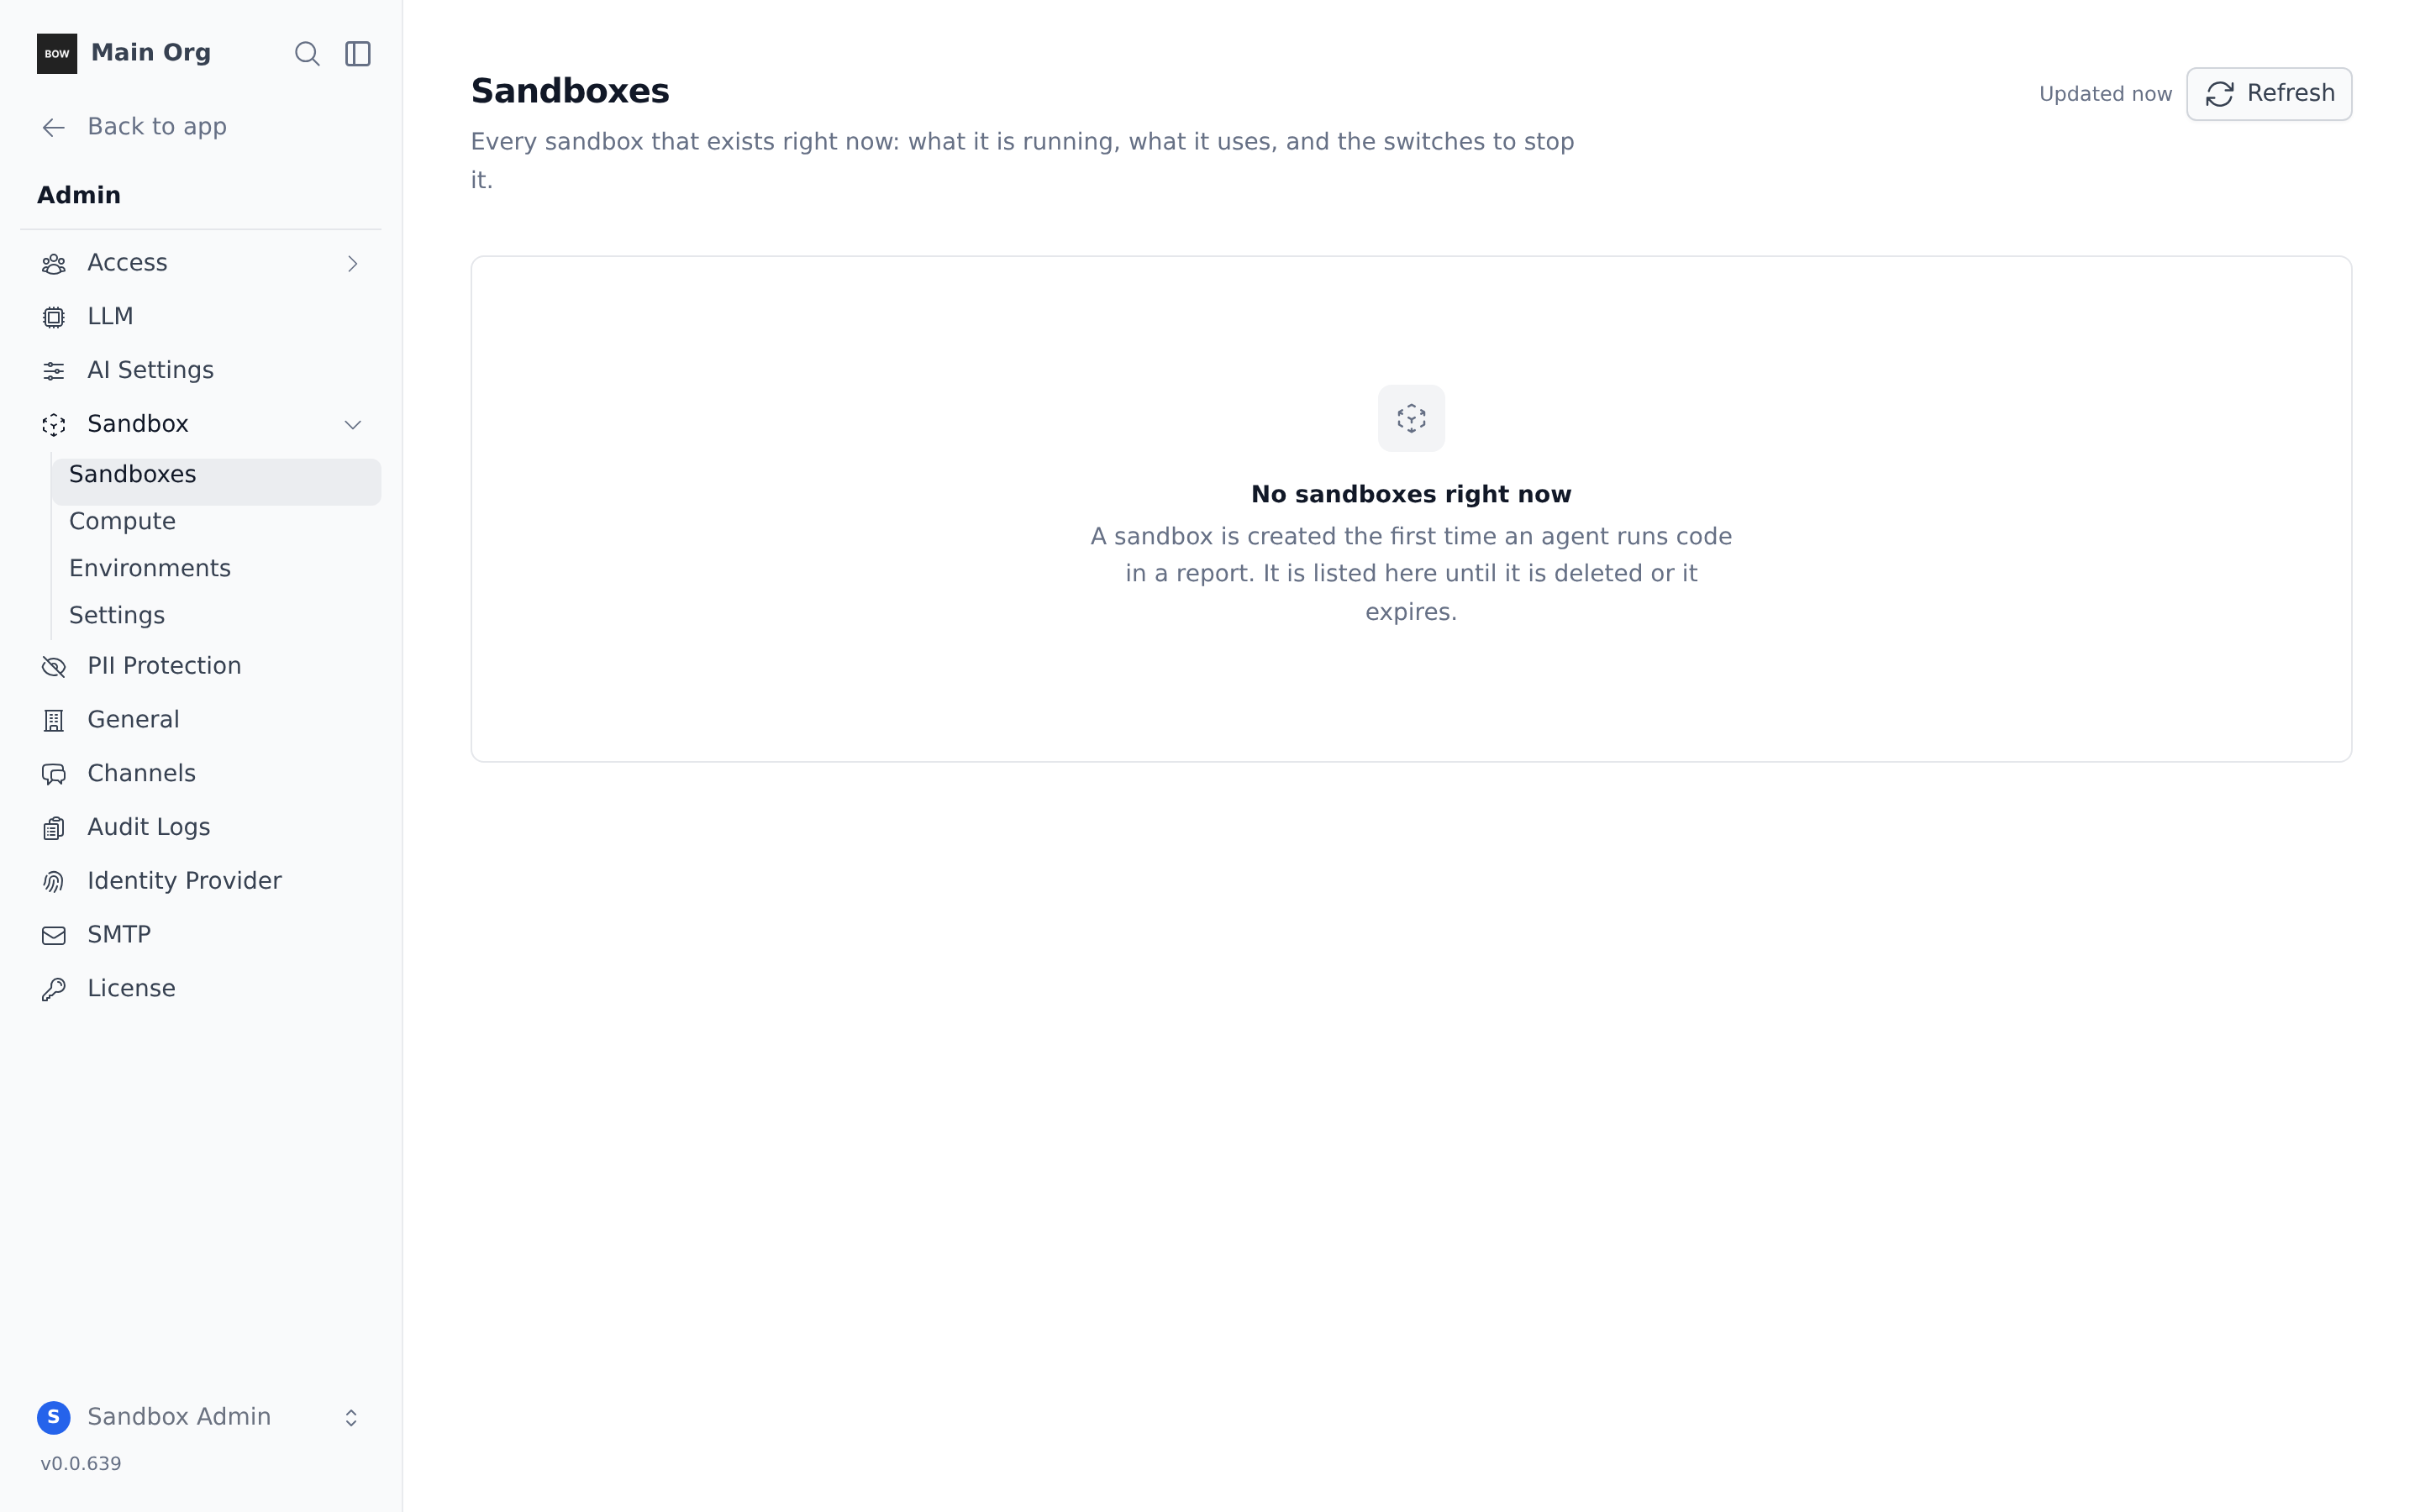 BOW
Main Org
Back to app
Admin
Access
LLM
AI Settings
Sandbox
Sandboxes
Compute
Environments
Settings
PII Protection
General
Channels
Audit Logs
Identity Provider
SMTP
License
S
Sandbox Admin
v0.0.639
Sandboxes
Updated now
Refresh
Every sandbox that exists right now: what it is running, what it uses, and the switches to stop
it.
No sandboxes right now
A sandbox is created the first time an agent runs code
in a report. It is listed here until it is deleted or it
expires.